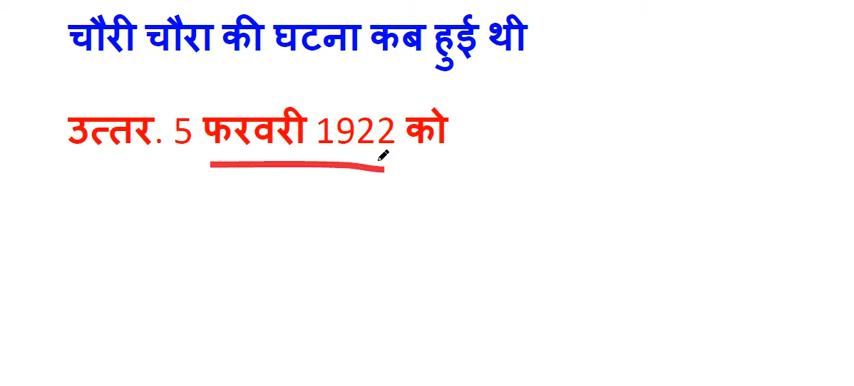 चौरी चौरा की घटना कब हुई थी
उत्तर. 5 फरवरी 1922 को